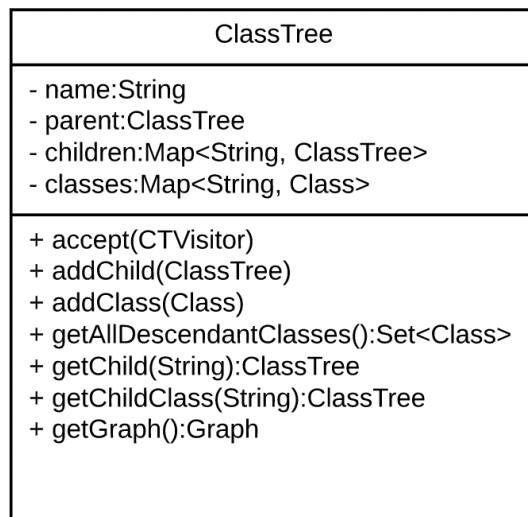 ClassTree
- name:String
- parent:ClassTree
- children:Map<String, ClassTree>
- classes:Map<String, Class>
+ accept(CTVisitor)
+ addChild(ClassTree)
+ addClass(Class)
+ getAllDescendantClasses():Set<Class>
+ getChild(String):ClassTree
+ getChildClass(String):ClassTree
+ getGraph():Graph